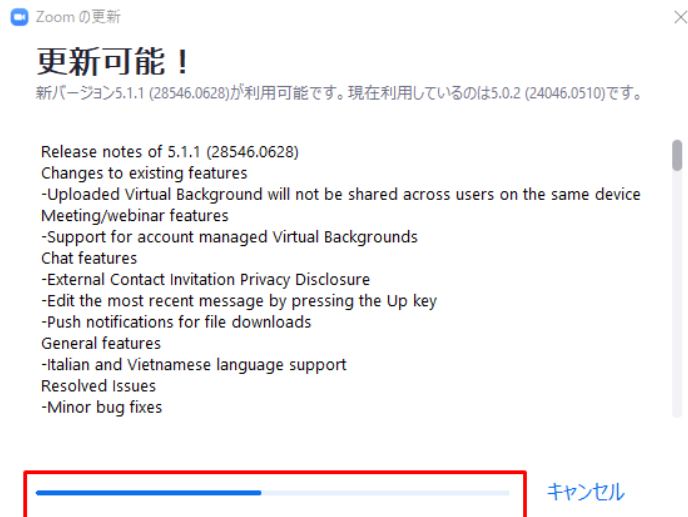 Zoom の更新
更新可能！
新バージョン5.1.1 (28546.0628)が利用可能です。現在利用しているのは5.0.2 (24046.0510)です。
Release notes of 5.1.1 (28546.0628)
Changes to existing features
-Uploaded Virtual Background will not be shared across users on the same device
Meeting/webinar features
-Support for account managed Virtual Backgrounds
Chat features
-External Contact Invitation Privacy Disclosure
-Edit the most recent message by pressing the Up key
-Push notifications for file downloads
General features
-Italian and Vietnamese language support
Resolved Issues
-Minor bug fixes
キャンセル